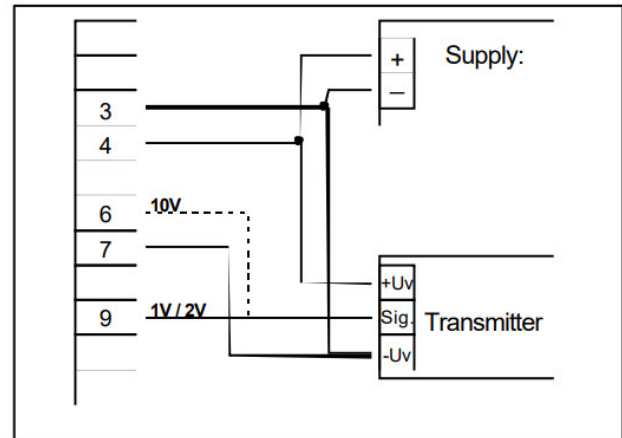 Supply:
+
–
3
4
6
10V
7
9
1V / 2V
+Uv
Sig.
-Uv
Transmitter